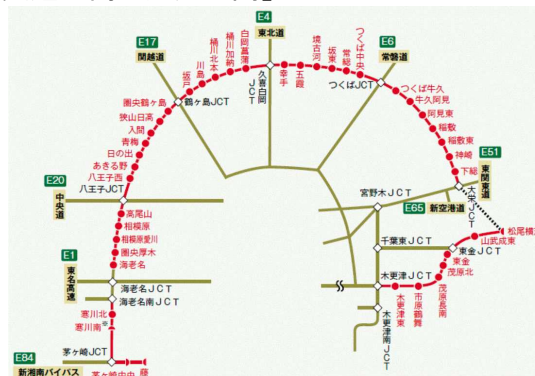 E4
東北道
E17
関越道
E6
常磐道
白岡菖蒲
桶川加納
桶川北本
川島
坂戸
圏央鶴ヶ島
鶴ヶ島JCT
狭山日高
入間
青梅
日の出
あきる野
八王子西
久喜白岡JCT
幸手
五霞
境古河
坂東
常総
つくば中央
つくばJCT
つくば牛久
牛久阿見
阿見東
稲敷
稲敷東
神崎
下総
E51
東関東道
大栄JCT
E20
中央道
八王子JCT
高尾山
相模原
相模原愛川
圏央厚木
海老名
E1
東名高速
海老名JCT
海老名南JCT
寒川北
寒川南
※
茅ヶ崎JCT
E84
新湘南バイパス
茅ヶ崎中央
藤
宮野木JCT
E65
新空港道
千葉東JCT
木更津JCT
木更津南JCT
木更津東
市原鶴舞
茂原長南
茂原北
東金
東金JCT
山武成東
松尾横